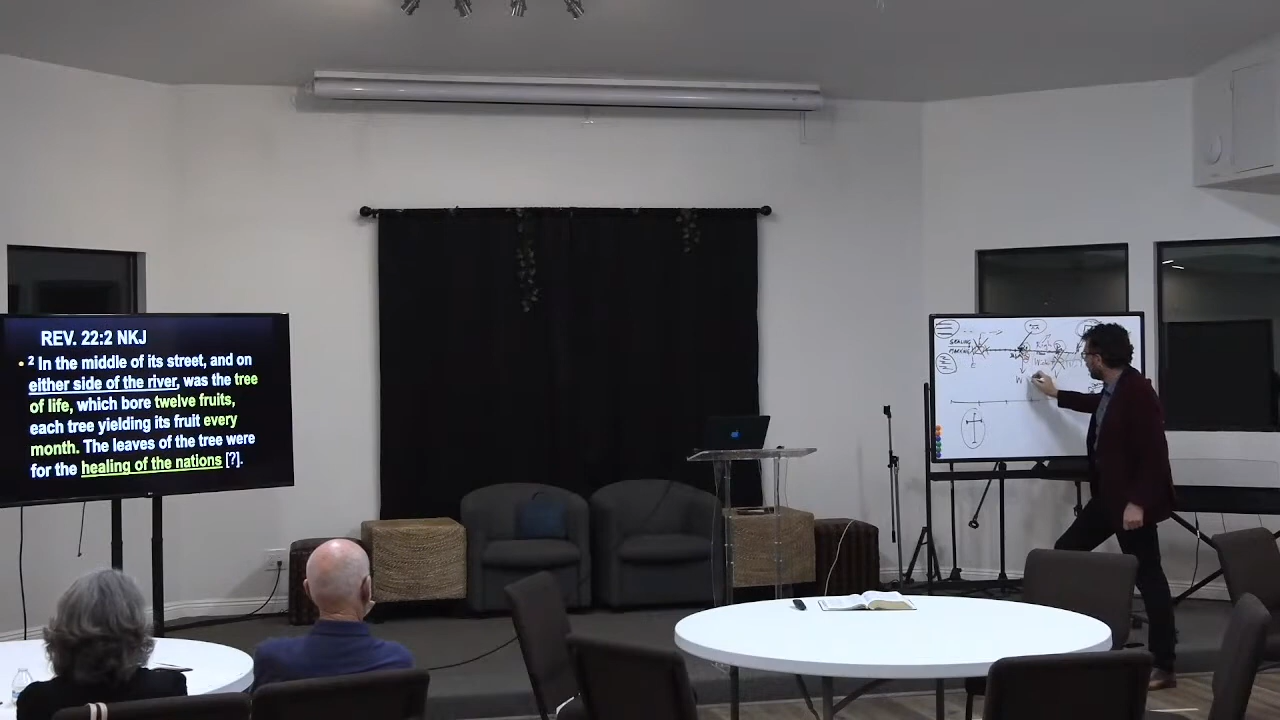 REV. 22:2 NKJ
• ² In the middle of its street, and on
either side of the river, was the tree
of life, which bore twelve fruits,
each tree yielding its fruit every
month. The leaves of the tree were
for the healing of the nations [?].
SEALING
W